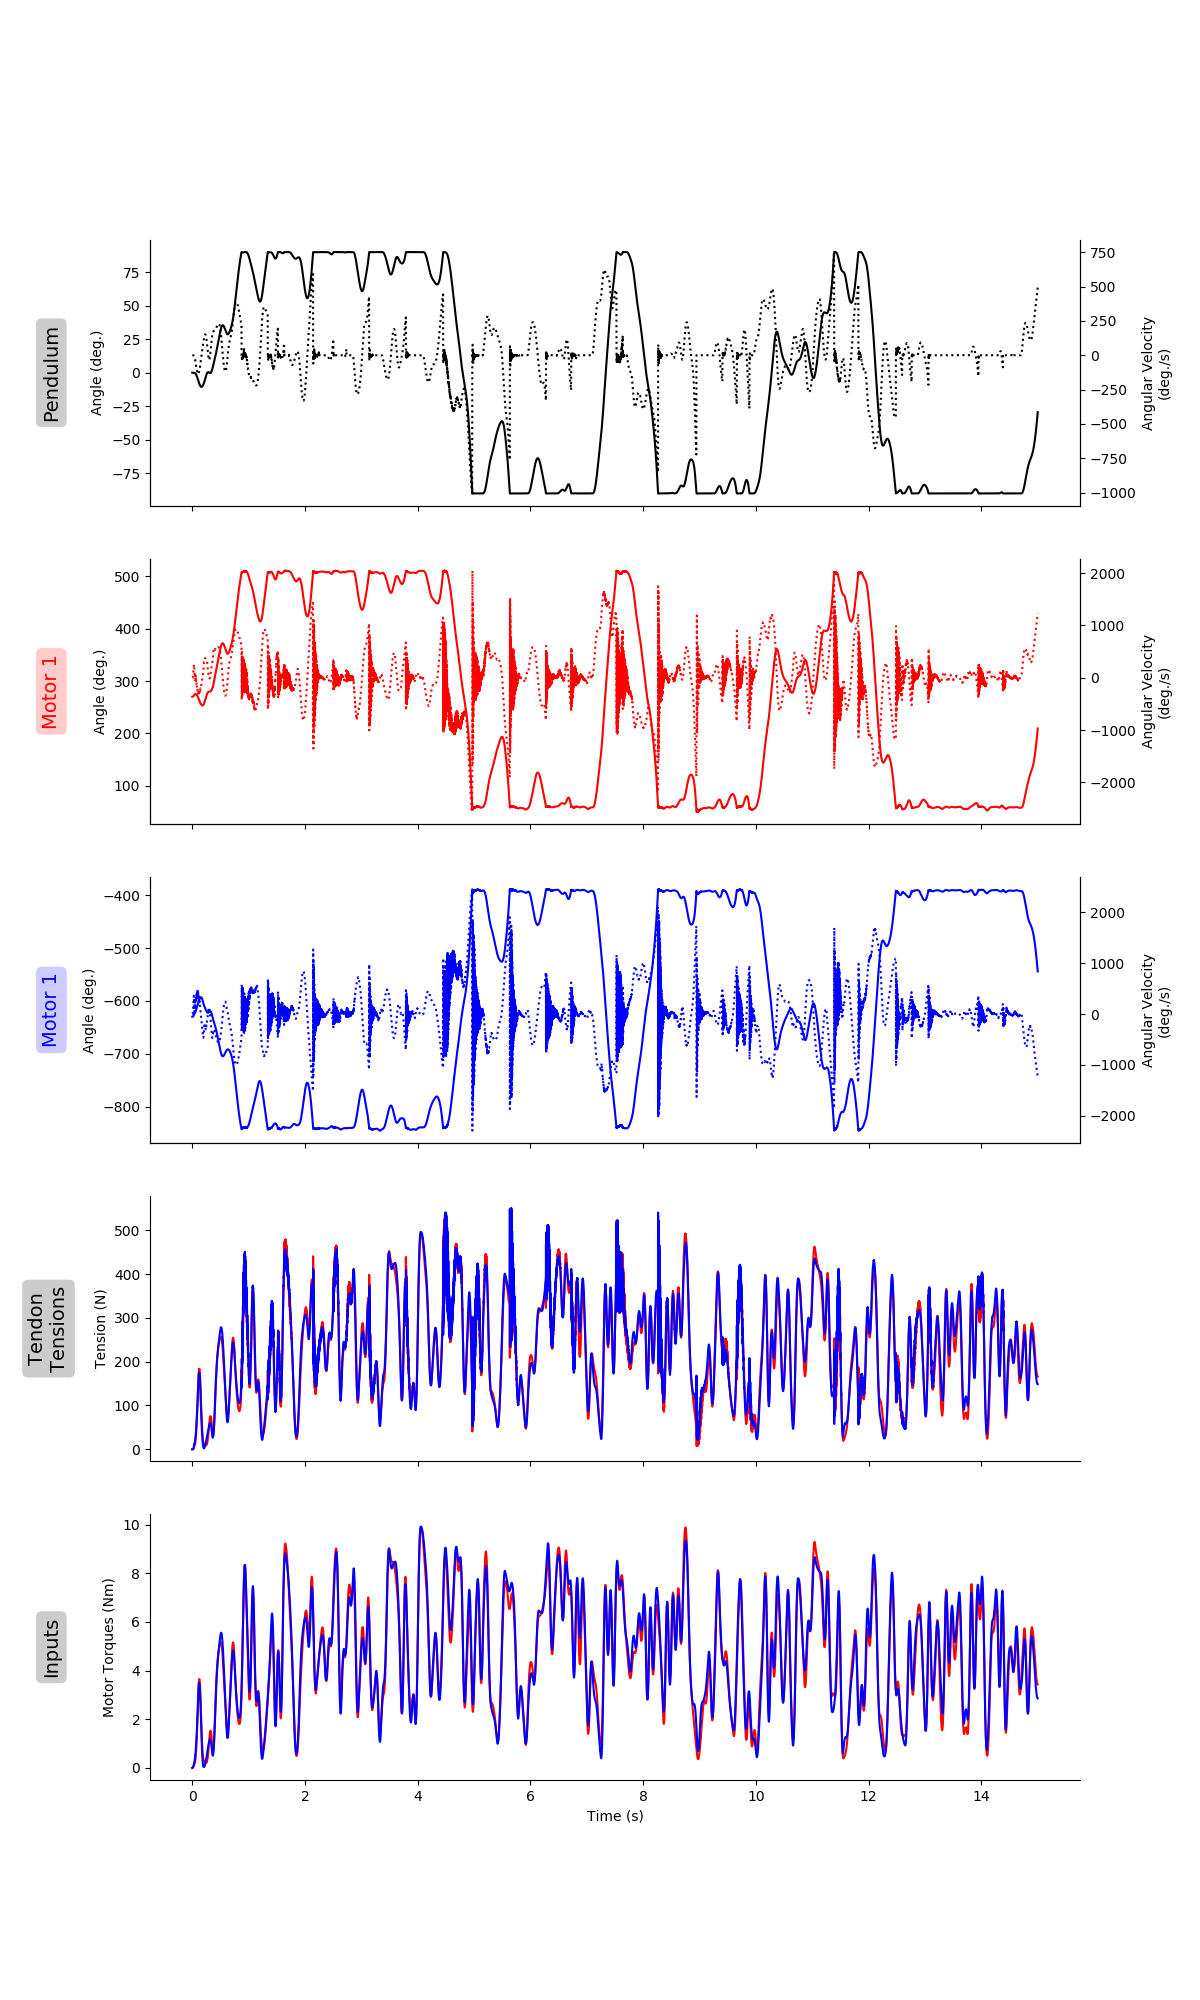 Pendulum
Angle (deg.)
75
50
25
0
−25
−50
−75
750
500
250
0
−250
−500
−750
−1000
Angular Velocity
(deg./s)
Motor 1
Angle (deg.)
500
400
300
200
100
2000
1000
0
−1000
−2000
Angular Velocity
(deg./s)
Motor 1
Angle (deg.)
−400
−500
−600
−700
−800
2000
1000
0
−1000
−2000
Angular Velocity
(deg./s)
Tendon
Tensions
Tension (N)
500
400
300
200
100
0
Inputs
Motor Torques (Nm)
10
8
6
4
2
0
0 2 4 6 8 10 12 14
Time (s)